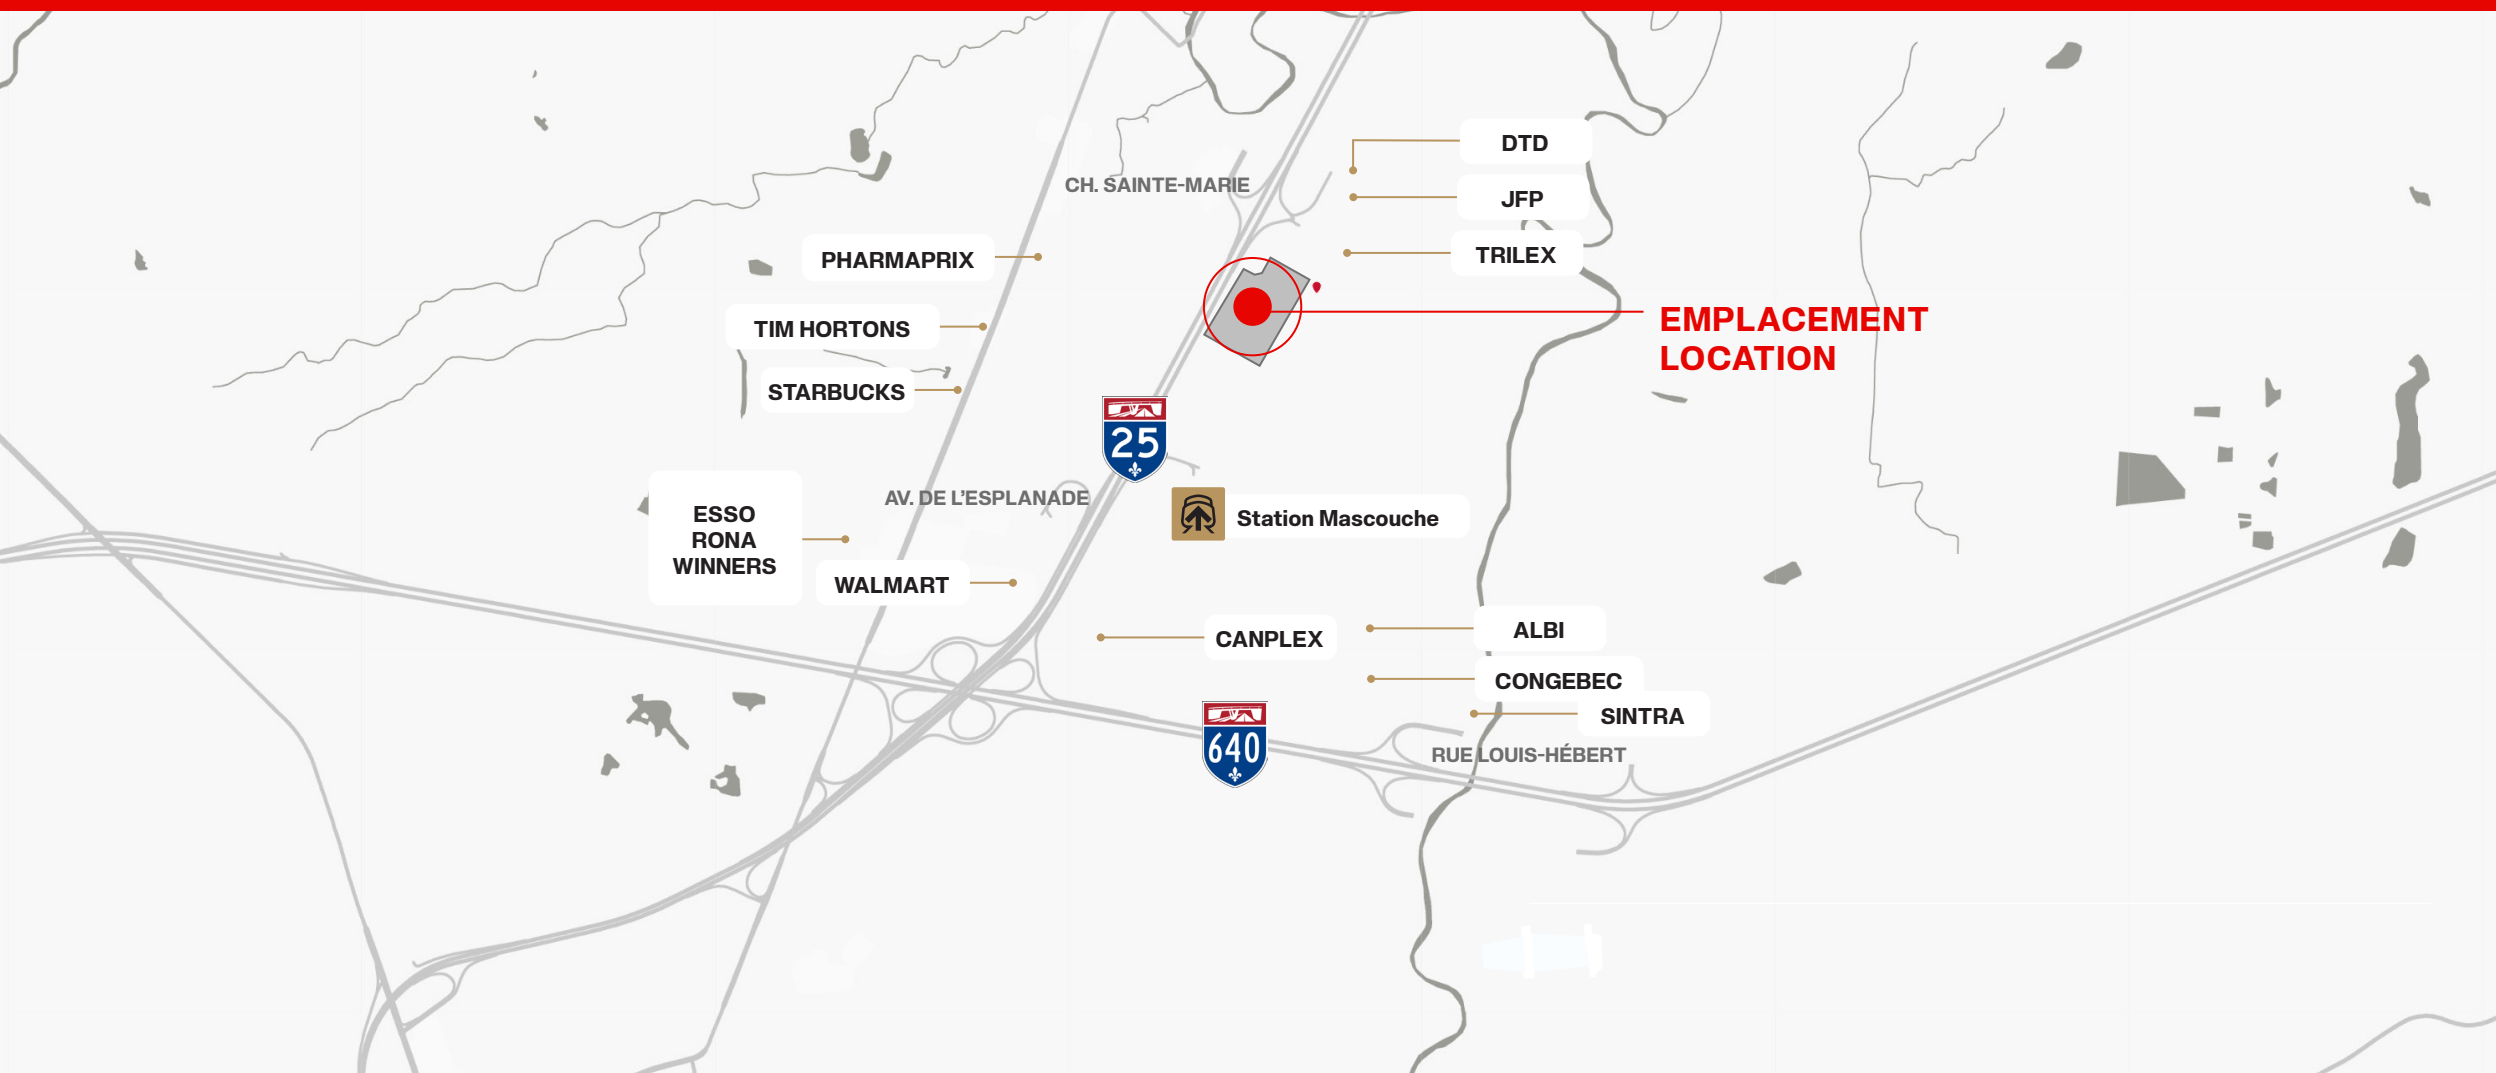 DTD
CH. SAINTE-MARIE
JFP
TRILEX
PHARMAPRIX
EMPLACEMENT
LOCATION
TIM HORTONS
STARBUCKS
25
AV. DE L'ESPLANADE
Station Mascouche
ESSO
RONA
WINNERS
WALMART
CANPLEX
ALBI
CONGEBEC
SINTRA
640
RUE LOUIS-HÉBERT